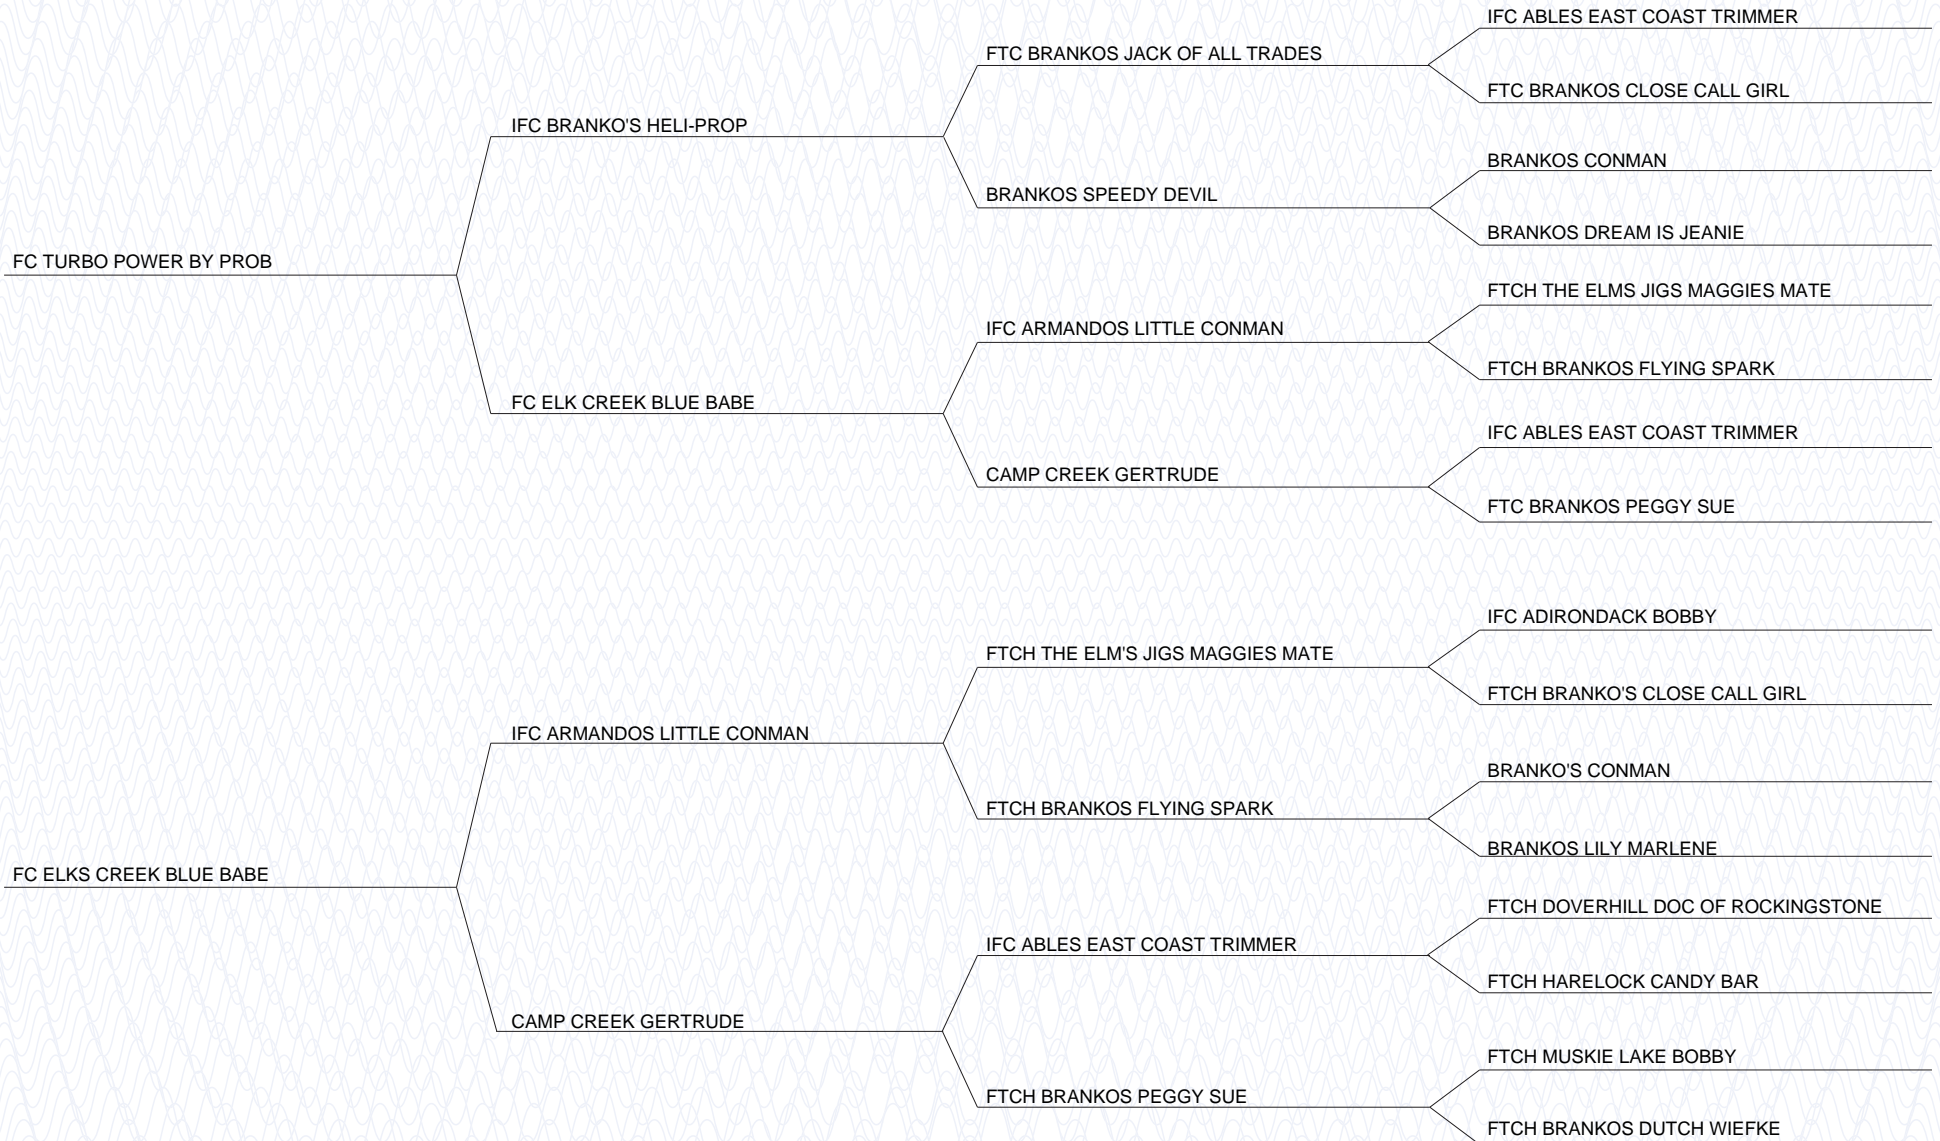 IFC ABLES EAST COAST TRIMMER
FTC BRANKOS JACK OF ALL TRADES
FTC BRANKOS CLOSE CALL GIRL
IFC BRANKO'S HELI-PROP
BRANKOS CONMAN
BRANKOS SPEEDY DEVIL
BRANKOS DREAM IS JEANIE
FC TURBO POWER BY PROB
FTCH THE ELMS JIGS MAGGIES MATE
IFC ARMANDOS LITTLE CONMAN
FTCH BRANKOS FLYING SPARK
FC ELK CREEK BLUE BABE
IFC ABLES EAST COAST TRIMMER
CAMP CREEK GERTRUDE
FTC BRANKOS PEGGY SUE
IFC ADIRONDACK BOBBY
FTCH THE ELM'S JIGS MAGGIES MATE
FTCH BRANKO'S CLOSE CALL GIRL
IFC ARMANDOS LITTLE CONMAN
BRANKO'S CONMAN
FTCH BRANKOS FLYING SPARK
BRANKOS LILY MARLENE
FC ELKS CREEK BLUE BABE
FTCH DOVERHILL DOC OF ROCKINGSTONE
IFC ABLES EAST COAST TRIMMER
FTCH HARELOCK CANDY BAR
CAMP CREEK GERTRUDE
FTCH MUSKIE LAKE BOBBY
FTCH BRANKOS PEGGY SUE
FTCH BRANKOS DUTCH WIEFKE